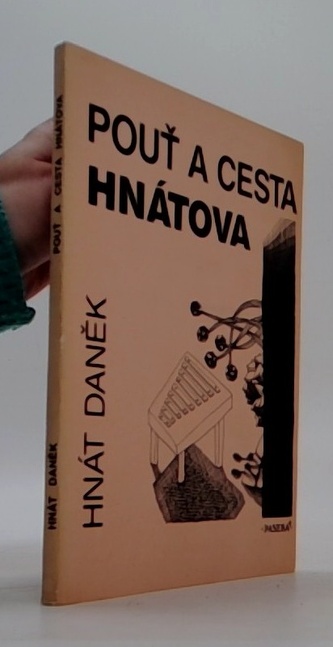 POUŤ A CESTA
HNÁTOVA
HNÁT DANĚK
PASEKA
HNÁT DANĚK
POUŤ A CESTA HNÁTOVA